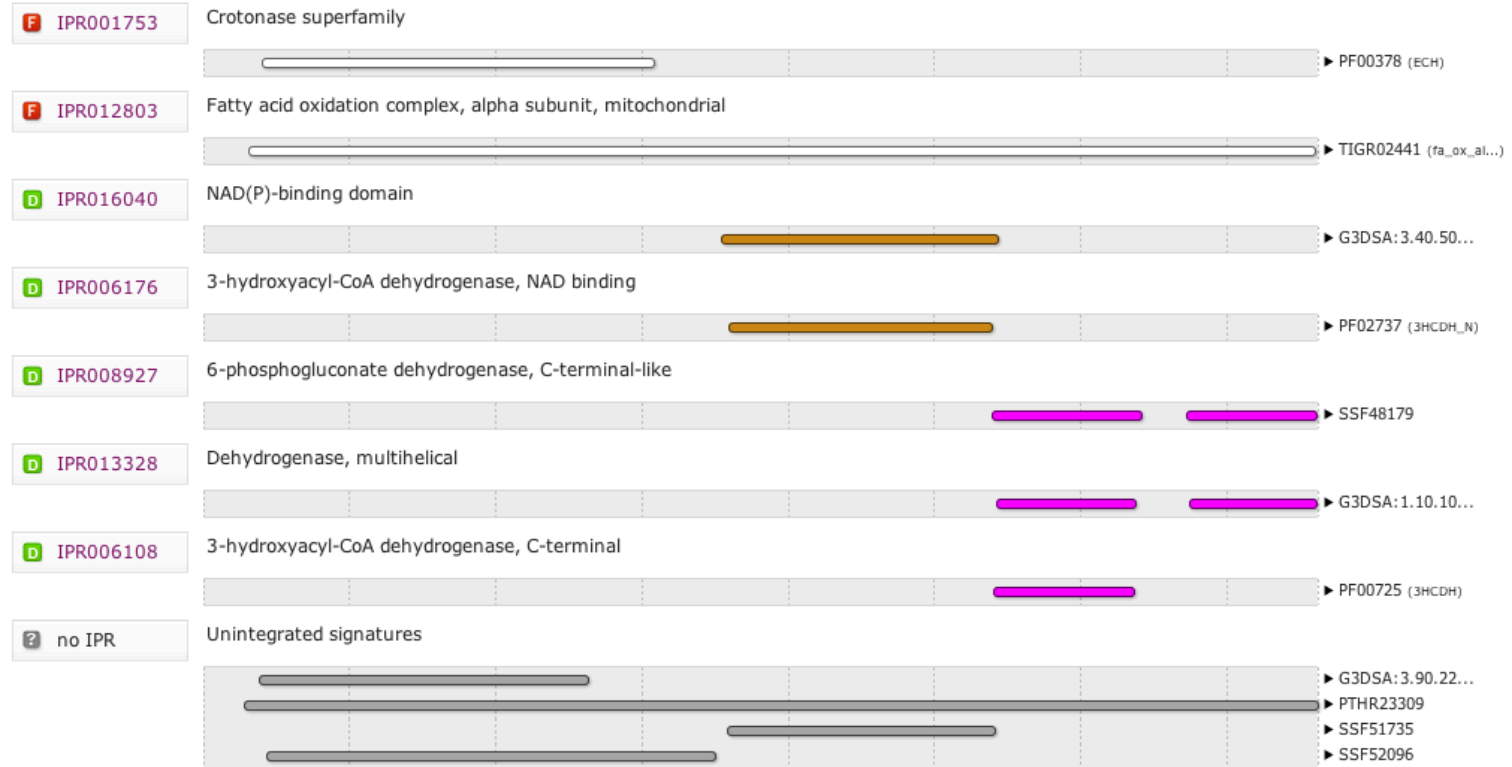 F IPR001753 Crotonase superfamily
▶ PF00378 (ECH)
F IPR012803 Fatty acid oxidation complex, alpha subunit, mitochondrial
▶ TIGR02441 (fa_ox_al...)
D IPR016040 NAD(P)-binding domain
▶ G3DSA:3.40.50...
D IPR006176 3-hydroxyacyl-CoA dehydrogenase, NAD binding
▶ PF02737 (3HCDH_N)
D IPR008927 6-phosphogluconate dehydrogenase, C-terminal-like
▶ SSF48179
D IPR013328 Dehydrogenase, multihelical
▶ G3DSA:1.10.10...
D IPR006108 3-hydroxyacyl-CoA dehydrogenase, C-terminal
▶ PF00725 (3HCDH)
? no IPR Unintegrated signatures
▶ G3DSA:3.90.22...
▶ PTHR23309
▶ SSF51735
▶ SSF52096